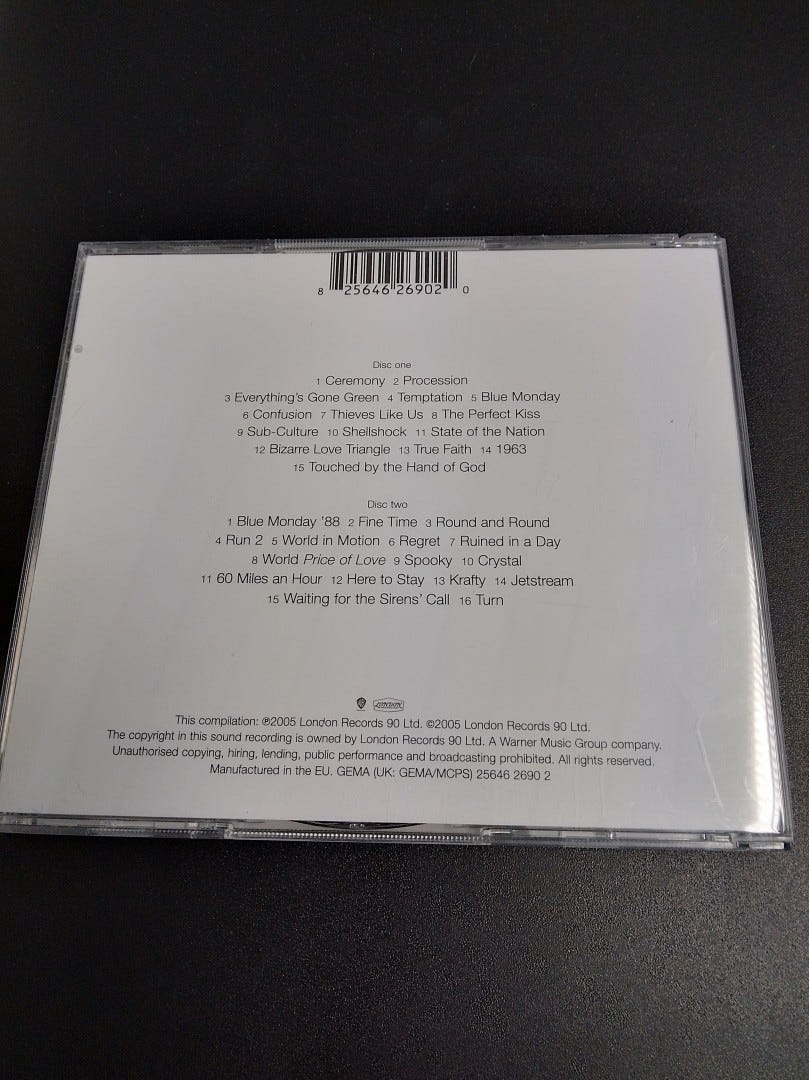 8 25646 26902 0
Disc one
1 Ceremony 2 Procession
3 Everything's Gone Green 4 Temptation 5 Blue Monday
6 Confusion 7 Thieves Like Us 8 The Perfect Kiss
9 Sub-Culture 10 Shellshock 11 State of the Nation
12 Bizarre Love Triangle 13 True Faith 14 1963
15 Touched by the Hand of God
Disc two
1 Blue Monday '88 2 Fine Time 3 Round and Round
4 Run 2 5 World in Motion 6 Regret 7 Ruined in a Day
8 World Price of Love 9 Spooky 10 Crystal
11 60 Miles an Hour 12 Here to Stay 13 Krafty 14 Jetstream
15 Waiting for the Sirens' Call 16 Turn
This compilation: ℗2005 London Records 90 Ltd. ©2005 London Records 90 Ltd.
The copyright in this sound recording is owned by London Records 90 Ltd. A Warner Music Group company.
Unauthorised copying, hiring, lending, public performance and broadcasting prohibited. All rights reserved.
Manufactured in the EU. GEMA (UK: GEMA/MCPS) 25646 2690 2